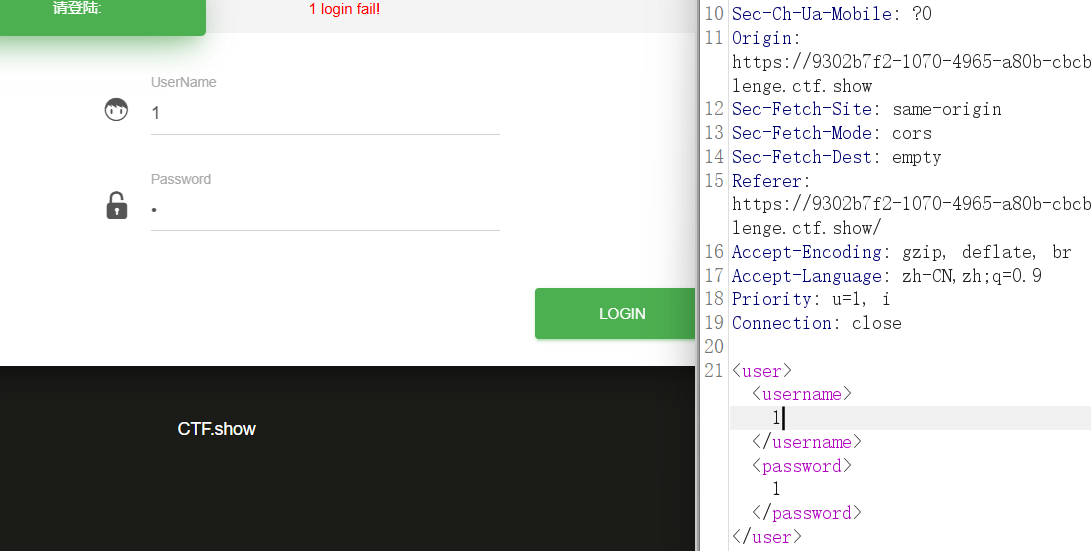 请登陆:
1 login fail!
UserName
1
Password
LOGIN
CTF.show
10 Sec-Ch-Ua-Mobile: ?0
11 Origin:
https://9302b7f2-1070-4965-a80b-cbcb
lenge.ctf.show
12 Sec-Fetch-Site: same-origin
13 Sec-Fetch-Mode: cors
14 Sec-Fetch-Dest: empty
15 Referer:
https://9302b7f2-1070-4965-a80b-cbcb
lenge.ctf.show/
16 Accept-Encoding: gzip, deflate, br
17 Accept-Language: zh-CN,zh;q=0.9
18 Priority: u=1, i
19 Connection: close
20
21 <user>
<username>
1
</username>
<password>
1
</password>
</user>